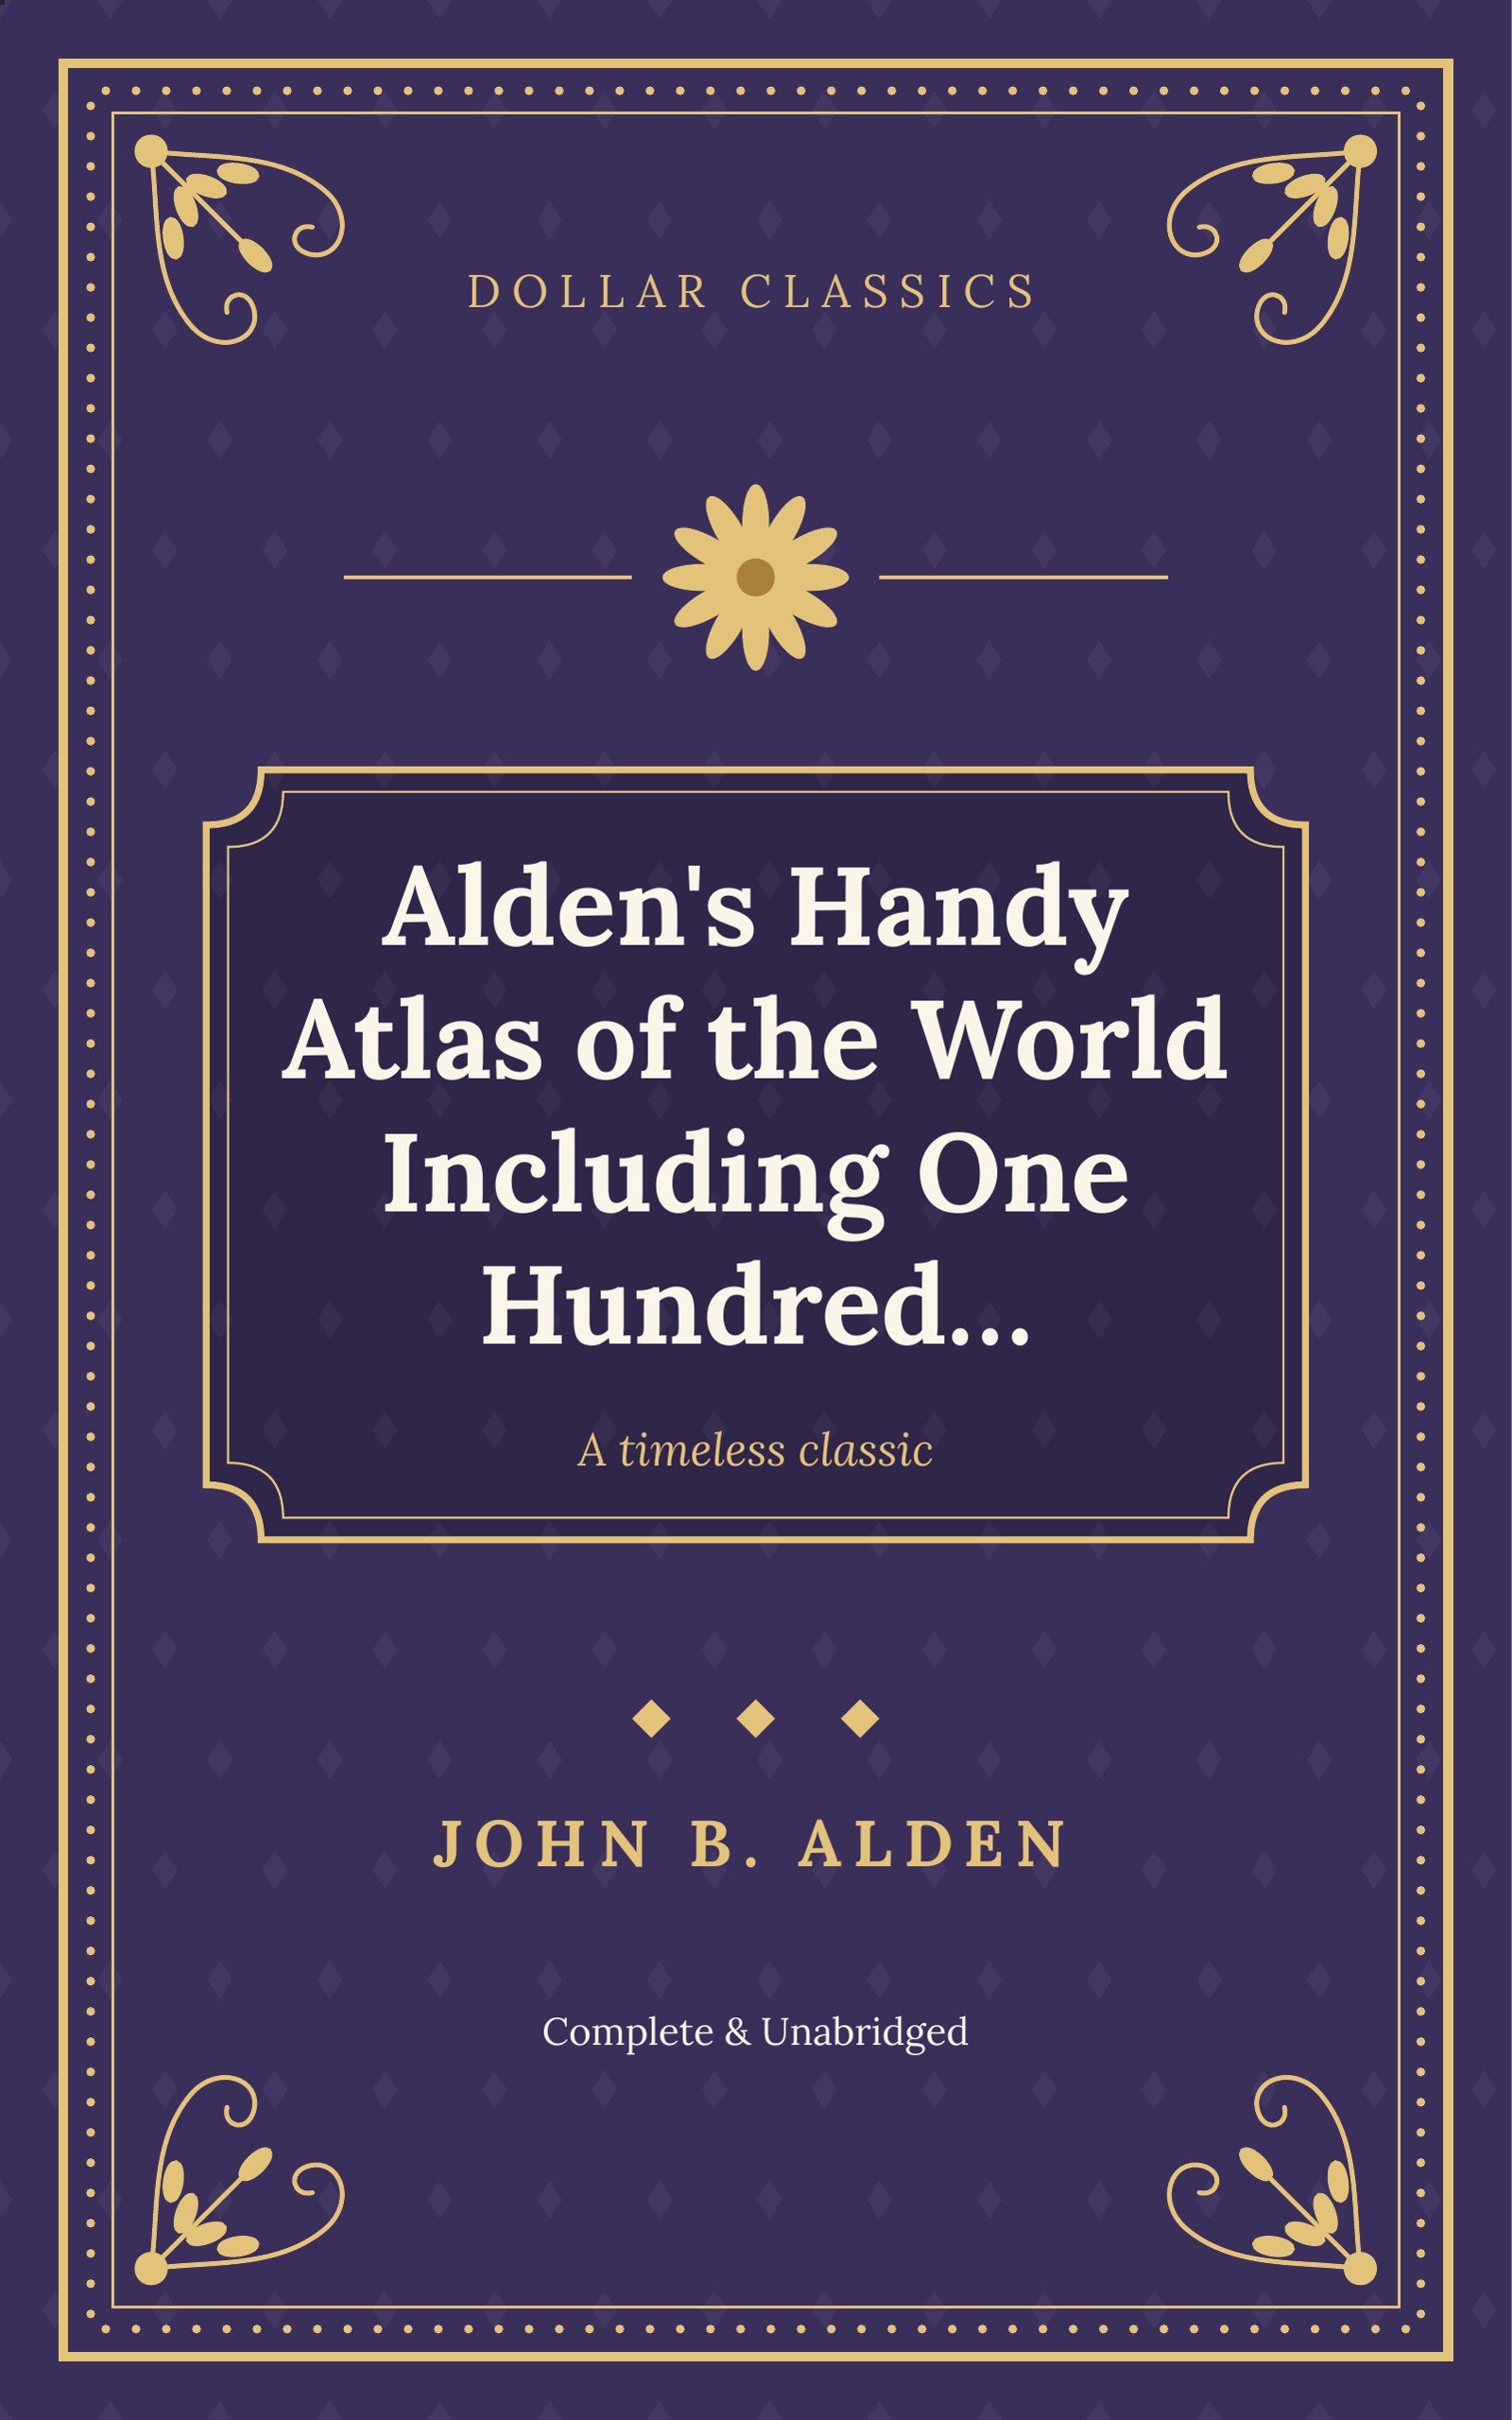 DOLLAR CLASSICS
Alden's Handy
Atlas of the World
Including One
Hundred...
A timeless classic
JOHN B. ALDEN
Complete & Unabridged